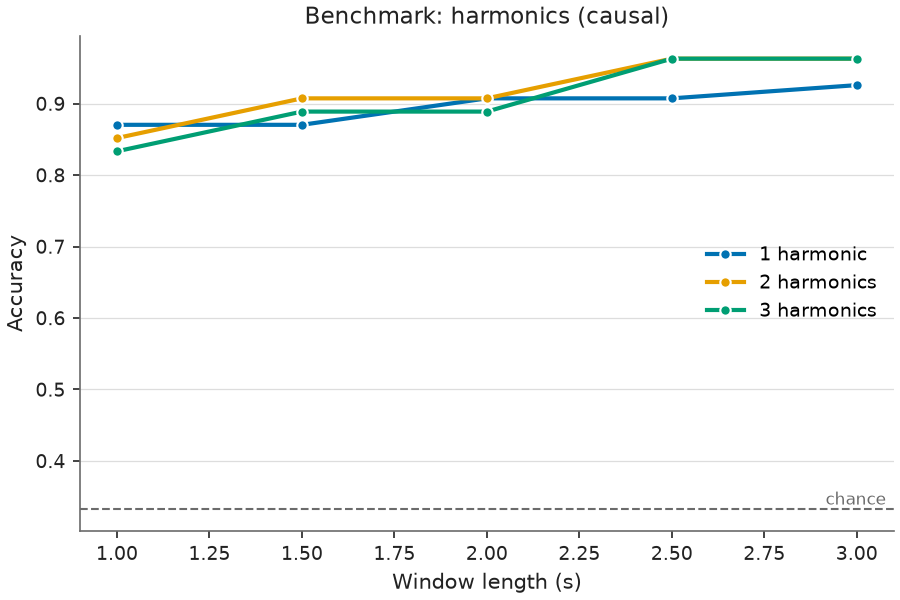 Benchmark: harmonics (causal)
Accuracy
0.9
0.8
0.7
0.6
0.5
0.4
1 harmonic
2 harmonics
3 harmonics
chance
1.00 1.25 1.50 1.75 2.00 2.25 2.50 2.75 3.00
Window length (s)